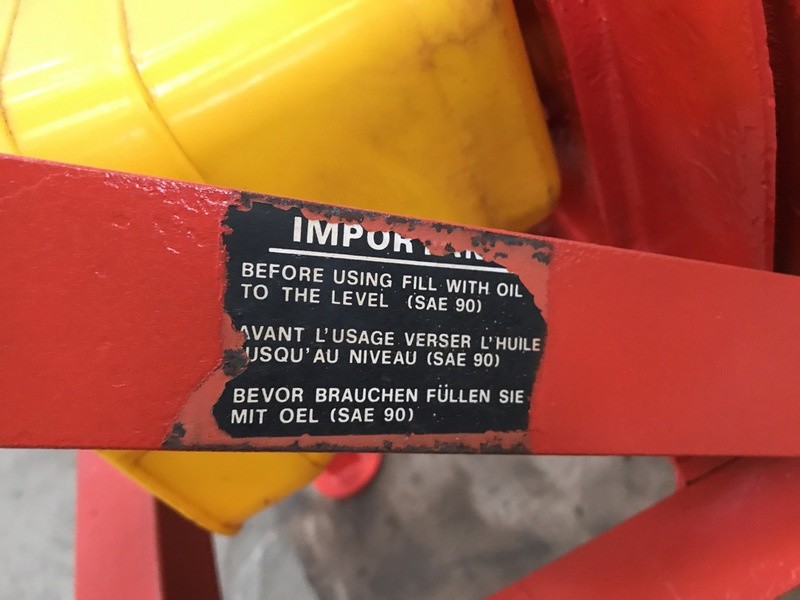 IMPORTAN
BEFORE USING FILL WITH OIL
TO THE LEVEL (SAE 90)
AVANT L'USAGE VERSER L'HUILE
USQU'AU NIVEAU (SAE 90)
BEVOR BRAUCHEN FÜLLEN SIE
MIT OEL (SAE 90)